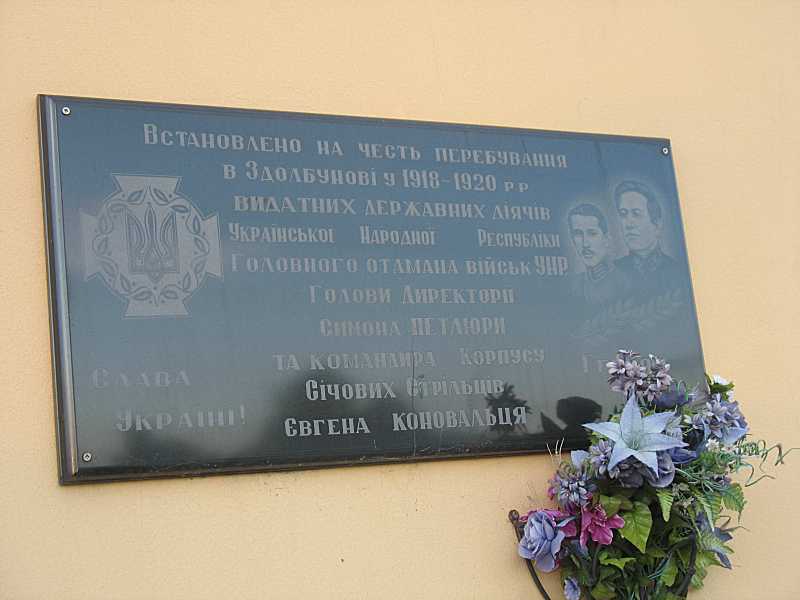 Встановлено на честь перебування
в Здолбунові у 1918-1920 р.р.
видатних державних діячів
Української Народної Республіки
Головного отамана військ УНР
Голови Директорії
Симона Петлюри
та командира Корпусу
Січових Стрільців
Євгена Коновальця
Слава
Україні!